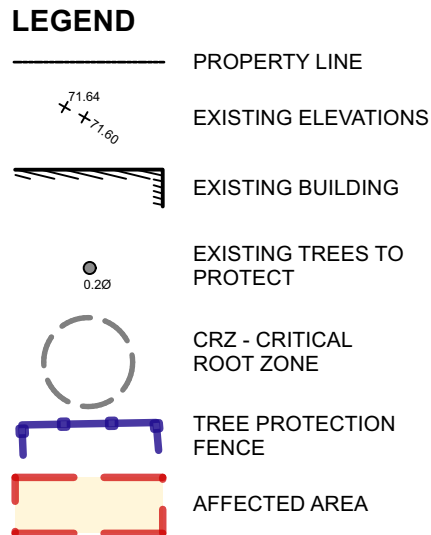 LEGEND
PROPERTY LINE
71.64
71.60
EXISTING ELEVATIONS
EXISTING BUILDING
0.2Ø
EXISTING TREES TO
PROTECT
CRZ - CRITICAL
ROOT ZONE
TREE PROTECTION
FENCE
AFFECTED AREA